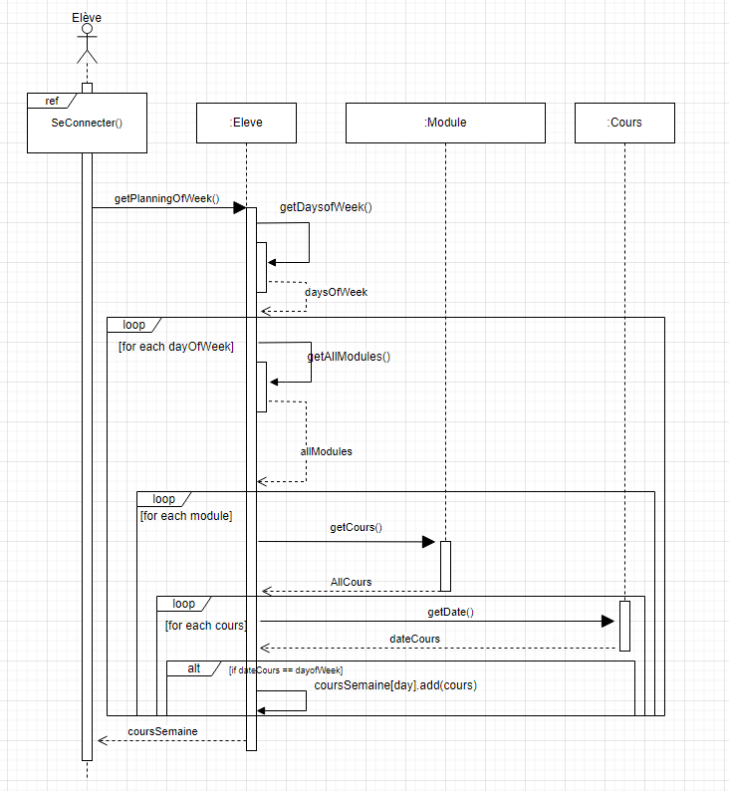 Elève
ref
SeConnecter()
:Eleve
:Module
:Cours
getPlanningOfWeek()
getDaysofWeek()
daysOfWeek
loop
[for each dayOfWeek]
getAllModules()
allModules
loop
[for each module]
getCours()
AllCours
loop
[for each cours]
getDate()
dateCours
alt
[if dateCours == dayofWeek]
coursSemaine[day].add(cours)
coursSemaine